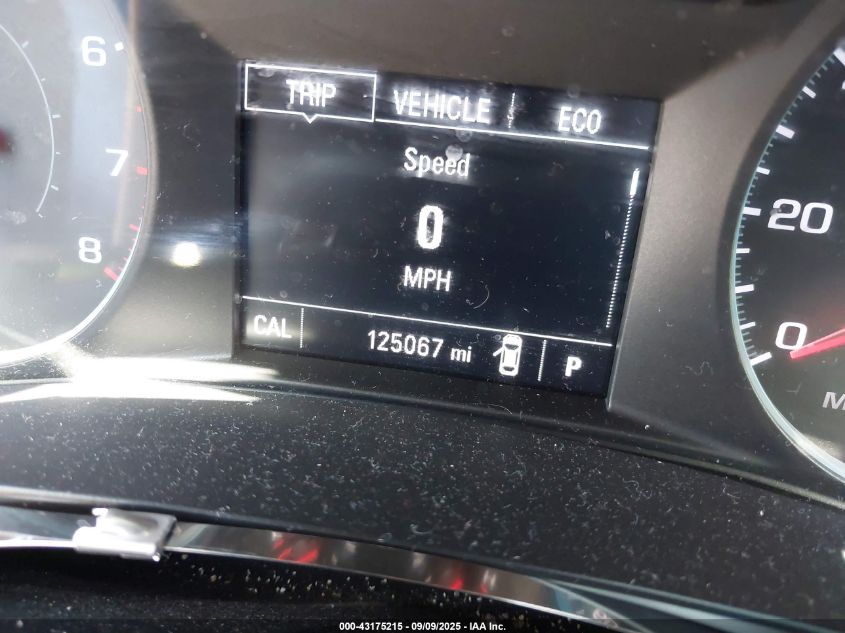 6
7
8
TRIP VEHICLE ECO
Speed
0
MPH
CAL 125067 mi P
20
0
M
000-43175215 - 09/09/2025 - IAA Inc.